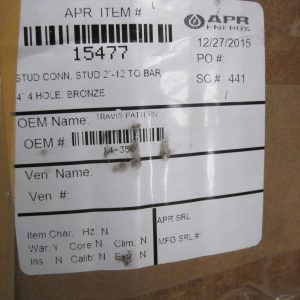 APR ITEM #
APR
ENERGY
15477
12/27/2015
PO #:
STUD CONN, STUD 2"-12 TO BAR
SC #: 441
4" 4 HOLE, BRONZE
/
OEM Name: TRAVIS PATTERN
OEM #:
Ven. Name:
Ven. #:
Item Char: Hz: N
War: Y Core: N Clim: N
Ins: N Calib: N Exp: N
APR SRL
MFG SRL #: